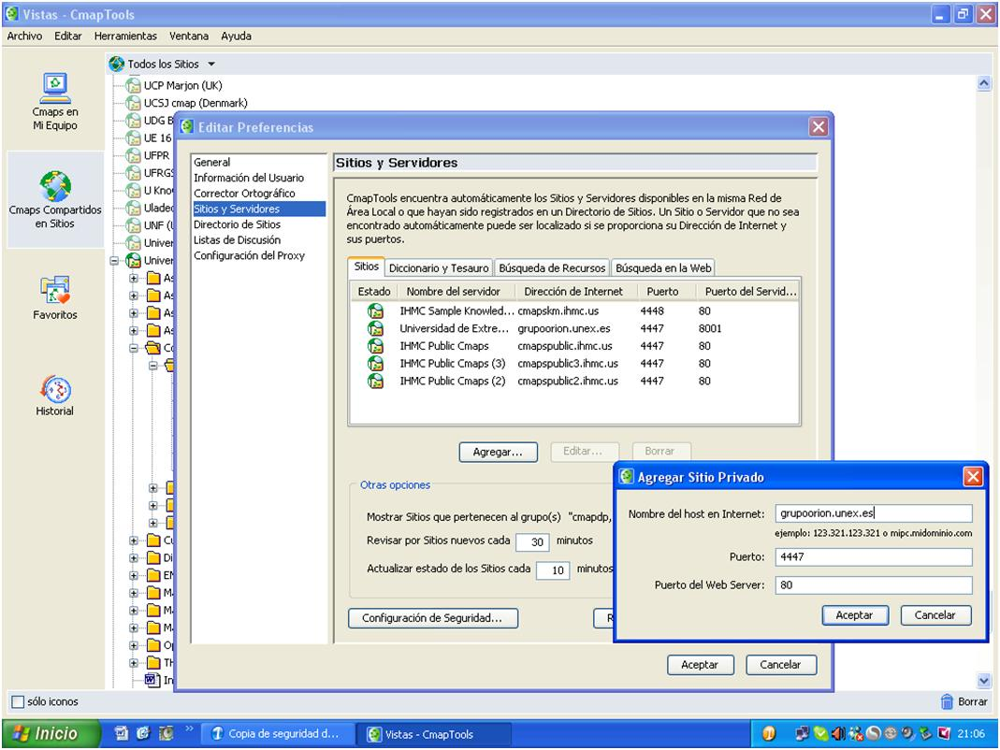 Vistas - CmapTools
Archivo Editar Herramientas Ventana Ayuda
Todos los Sitios
Cmaps en
Mi Equipo
Cmaps Compartidos
en Sitios
Favoritos
Historial
UCP Marjon (UK)
UCSJ cmap (Denmark)
UDG
UE 16
UFPR
UFRGS
U Kno
Ulade
UNF (
Univer
Univer
As
As
As
As
Co
Cu
Di
EN
Ma
Ma
Ma
Op
TH
In
Editar Preferencias
General
Información del Usuario
Corrector Ortográfico
Sitios y Servidores
Directorio de Sitios
Listas de Discusión
Configuración del Proxy
Sitios y Servidores
CmapTools encuentra automáticamente los Sitios y Servidores disponibles en la misma Red de
Área Local o que hayan sido registrados en un Directorio de Sitios. Un Sitio o Servidor que no sea
encontrado automáticamente puede ser localizado si se proporciona su Dirección de Internet y
sus puertos.
Sitios Diccionario y Tesauro Búsqueda de Recursos Búsqueda en la Web
Estado Nombre del servidor Dirección de Internet Puerto Puerto del Servid...
IHMC Sample Knowled... cmapskm.ihmc.us 4448 80
Universidad de Extre... grupoorion.unex.es 4447 8001
IHMC Public Cmaps cmapspublic.ihmc.us 4447 80
IHMC Public Cmaps (3) cmapspublic3.ihmc.us 4447 80
IHMC Public Cmaps (2) cmapspublic2.ihmc.us 4447 80
Agregar... Editar... Borrar
Otras opciones
Mostrar Sitios que pertenecen al grupo(s) "cmapdp,
Revisar por Sitios nuevos cada 30 minutos
Actualizar estado de los Sitios cada 10 minutos
Configuración de Seguridad... R
Aceptar Cancelar
Agregar Sitio Privado
Nombre del host en Internet: grupoorion.unex.es
ejemplo: 123.321.123.321 o mipc.midominio.com
Puerto: 4447
Puerto del Web Server: 80
Aceptar Cancelar
sólo iconos
Borrar
Inicio
Copia de seguridad d...
Vistas - CmapTools
21:06